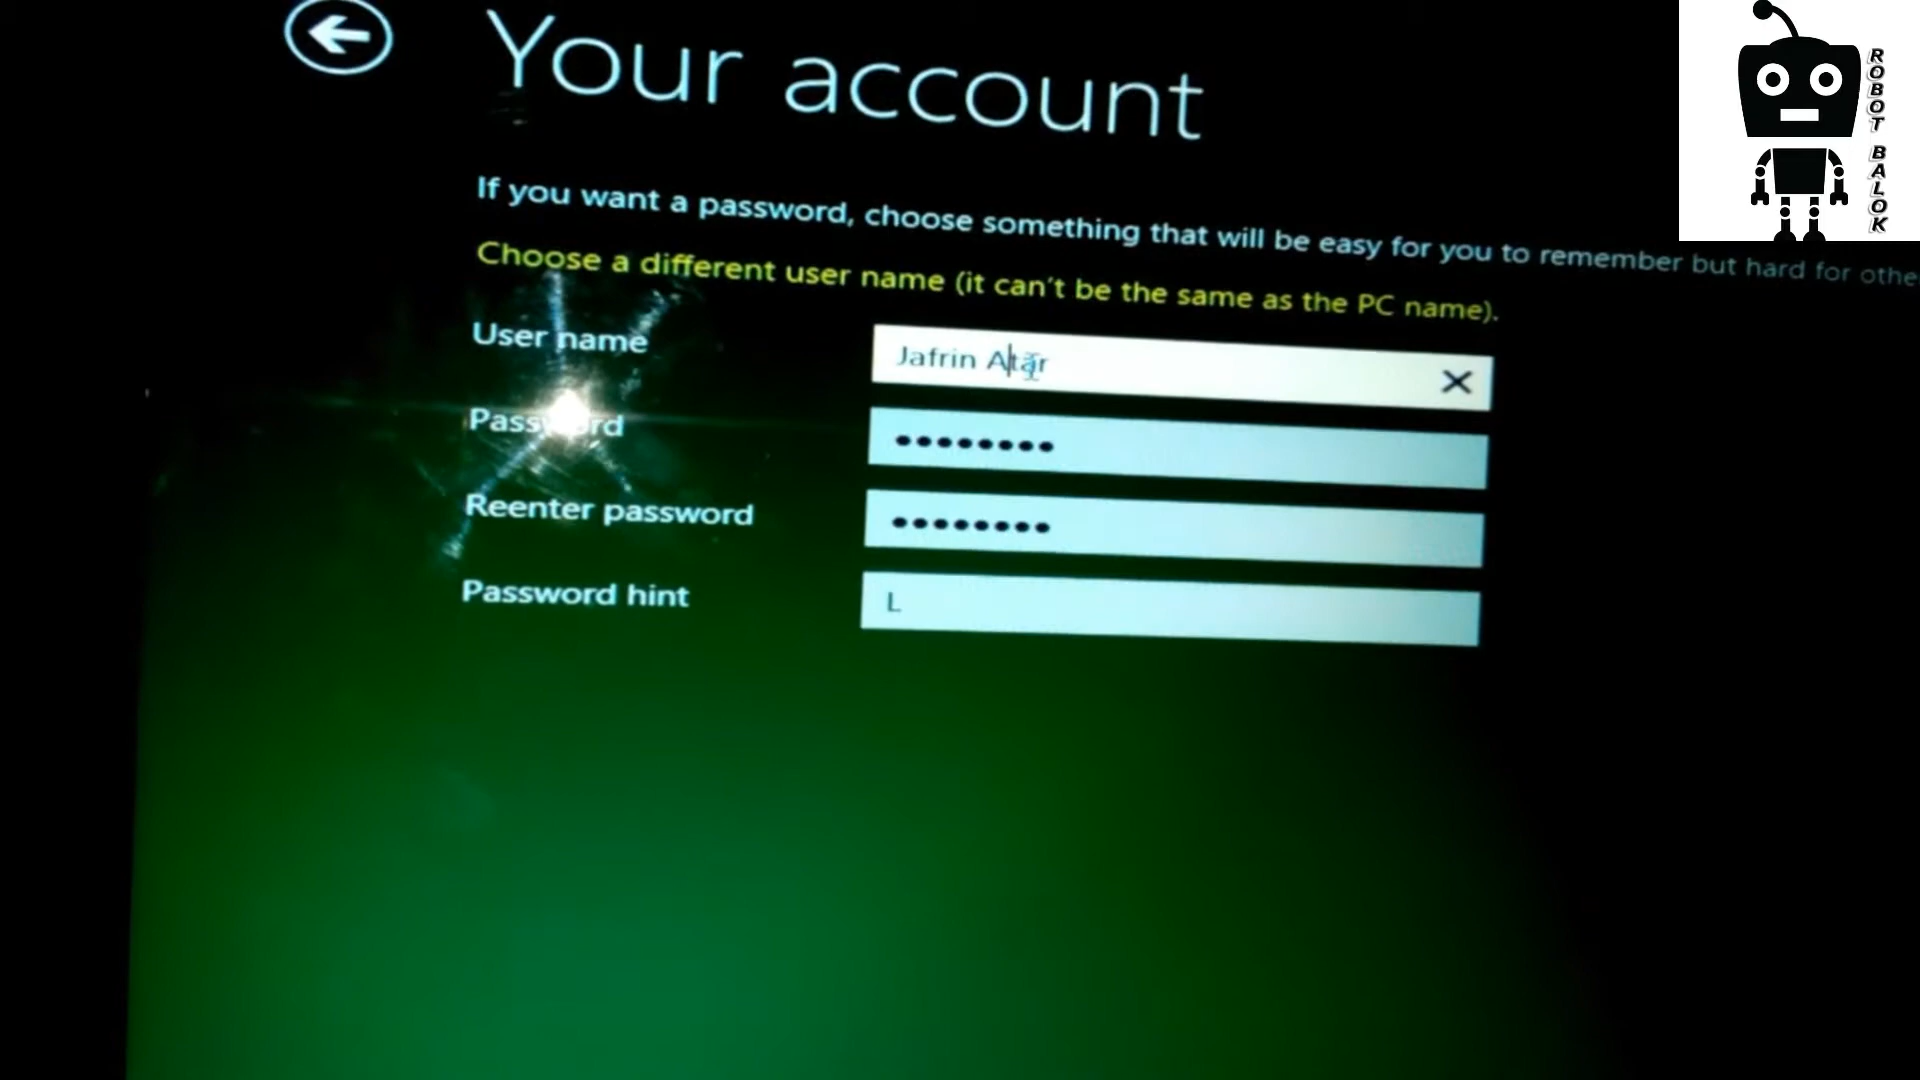 Your account
If you want a password, choose something that will be easy for you to remember but hard for othe
Choose a different user name (it can't be the same as the PC name).
User name
Jafrin Atar
Password
••••••••
Reenter password
••••••••
Password hint
L
ROBOT BALOK